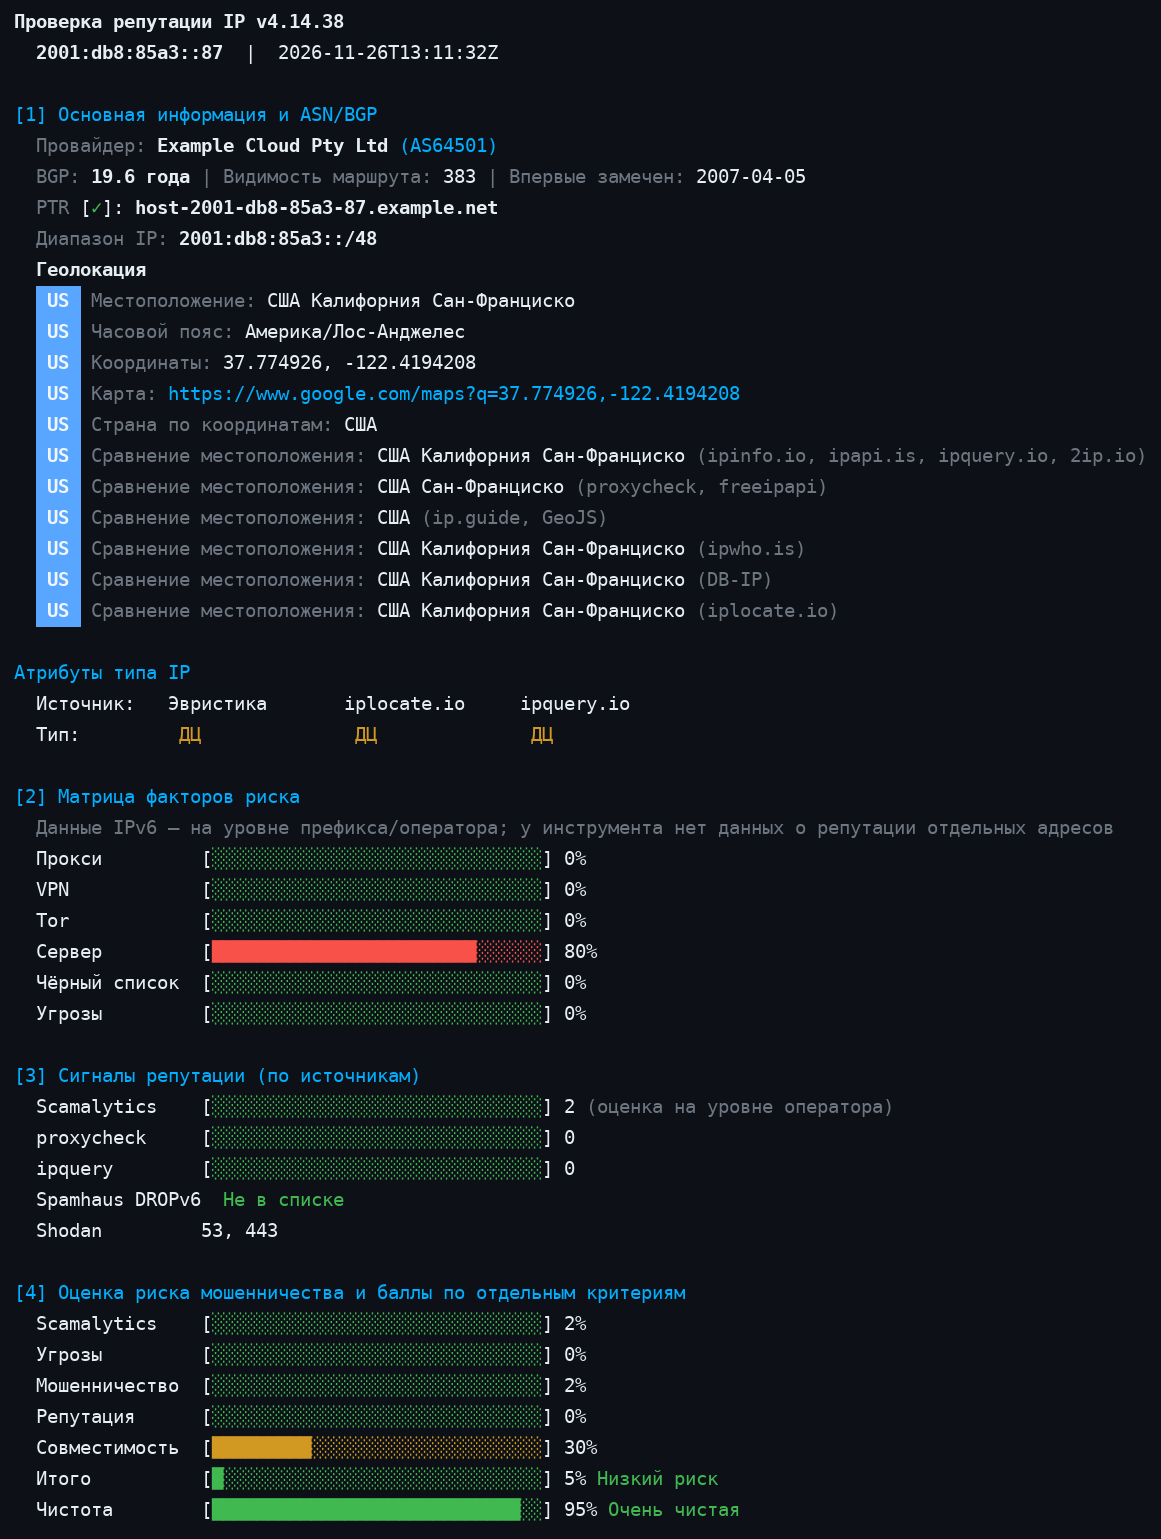 Проверка репутации IP v4.14.38
2001:db8:85a3::87 | 2026-11-26T13:11:32Z
[1] Основная информация и ASN/BGP
Провайдер: Example Cloud Pty Ltd (AS64501)
BGP: 19.6 года | Видимость маршрута: 383 | Впервые замечен: 2007-04-05
PTR [✓]: host-2001-db8-85a3-87.example.net
Диапазон IP: 2001:db8:85a3::/48
Геолокация
US Местоположение: США Калифорния Сан-Франциско
US Часовой пояс: Америка/Лос-Анджелес
US Координаты: 37.774926, -122.4194208
US Карта: https://www.google.com/maps?q=37.774926,-122.4194208
US Страна по координатам: США
US Сравнение местоположения: США Калифорния Сан-Франциско (ipinfo.io, ipapi.is, ipquery.io, 2ip.io)
US Сравнение местоположения: США Сан-Франциско (proxycheck, freeipapi)
US Сравнение местоположения: США (ip.guide, GeoJS)
US Сравнение местоположения: США Калифорния Сан-Франциско (ipwho.is)
US Сравнение местоположения: США Калифорния Сан-Франциско (DB-IP)
US Сравнение местоположения: США Калифорния Сан-Франциско (iplocate.io)
Атрибуты типа IP
Источник: Эвристика iplocate.io ipquery.io
Тип: ДЦ ДЦ ДЦ
[2] Матрица факторов риска
Данные IPv6 — на уровне префикса/оператора; у инструмента нет данных о репутации отдельных адресов
Прокси [] 0%
VPN [] 0%
Tor [] 0%
Сервер [] 80%
Чёрный список [] 0%
Угрозы [] 0%
[3] Сигналы репутации (по источникам)
Scamalytics [] 2 (оценка на уровне оператора)
proxycheck [] 0
ipquery [] 0
Spamhaus DROPv6 Не в списке
Shodan 53, 443
[4] Оценка риска мошенничества и баллы по отдельным критериям
Scamalytics [] 2%
Угрозы [] 0%
Мошенничество [] 2%
Репутация [] 0%
Совместимость [] 30%
Итого [] 5% Низкий риск
Чистота [] 95% Очень чистая